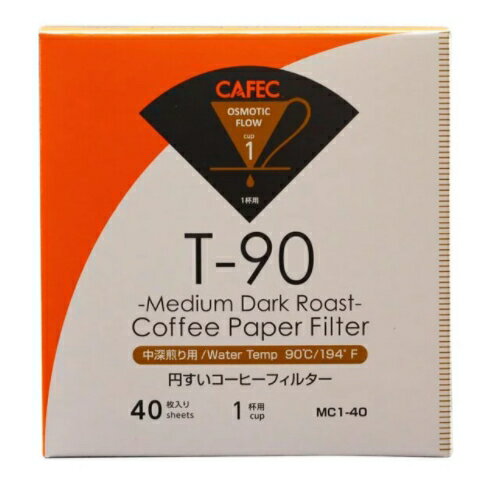 CAFEC
OSMOTIC
FLOW
cup
1
1杯用
T-90
-Medium Dark Roast-
Coffee Paper Filter
中深煎り用/Water Temp 90℃/194°F
円すいコーヒーフィルター
40 枚入り sheets 1 杯用 cup MC1-40